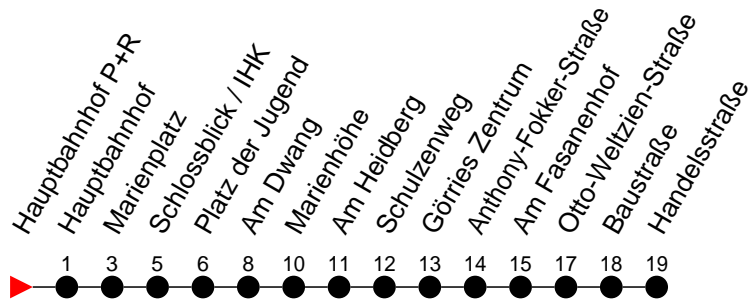 Hauptbahnhof P+R
Hauptbahnhof
Marienplatz
Schlossblick / IHK
Platz der Jugend
Am Dwang
Marienhöhe
Am Heidberg
Schulzenweg
Görries Zentrum
Anthony-Fokker-Straße
Am Fasanenhof
Otto-Weltzien-Straße
Baustraße
Handelsstraße
1 3 5 6 8 10 11 12 13 14 15 17 18 19